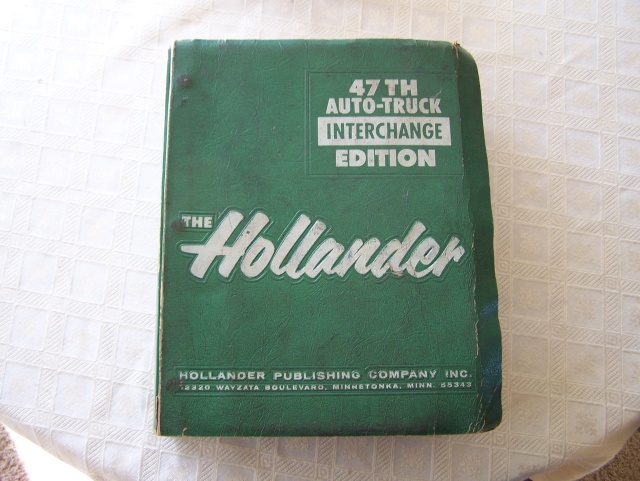 47TH
AUTO-TRUCK
INTERCHANGE
EDITION
THE Hollander
HOLLANDER PUBLISHING COMPANY INC.
12320 WAYZATA BOULEVARD, MINNETONKA, MINN. 55343